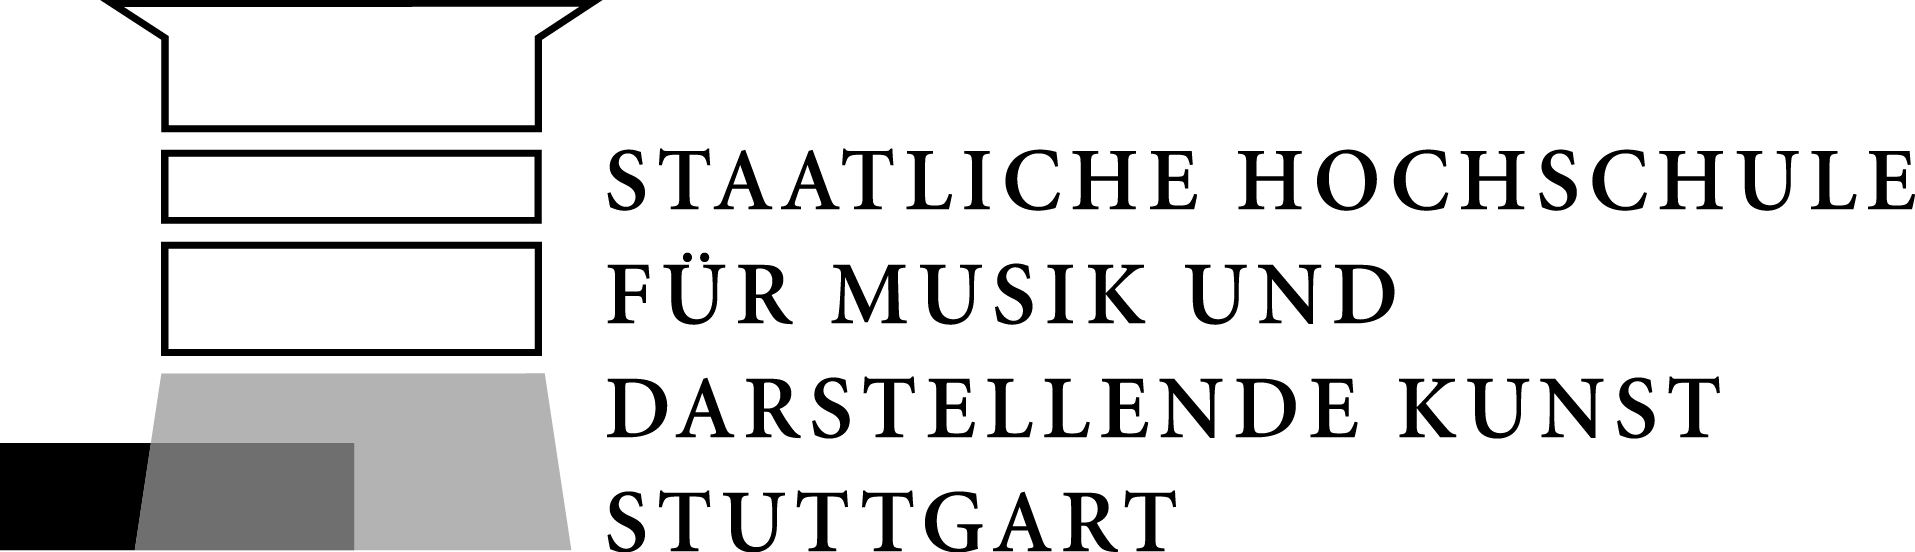 STAATLICHE HOCHSCHULE
FÜR MUSIK UND
DARSTELLENDE KUNST
STUTTGART